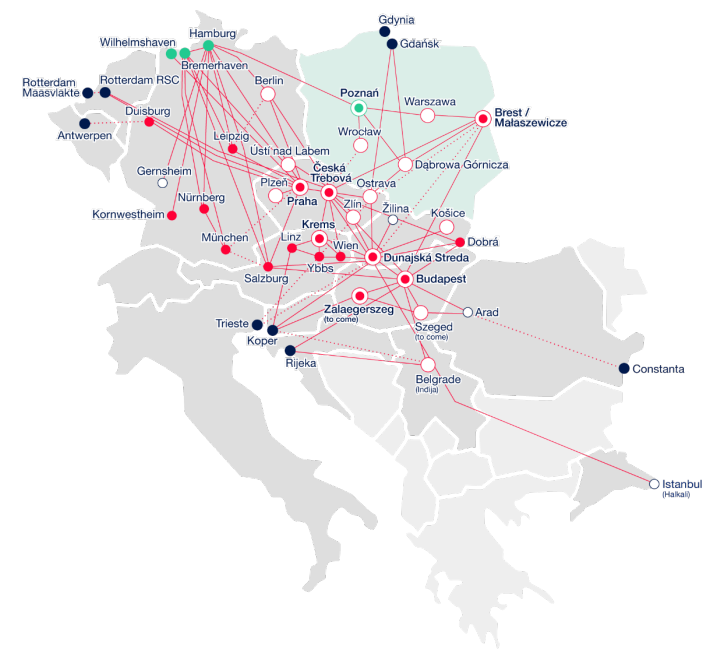 Gdynia
Gdańsk
Hamburg
Wilhelmshaven
Bremerhaven
Rotterdam
Maasvlakte
Rotterdam RSC
Berlin
Poznań
Warszawa
Brest /
Małaszewicze
Duisburg
Antwerpen
Leipzig
Wrocław
Ústí nad Labem
Dąbrowa Górnicza
Gernsheim
Česká
Třebová
Plzeň
Praha
Ostrava
Nürnberg
Zlín
Žilina
Košice
Kornwestheim
Krems
München
Linz
Wien
Dobrá
Dunajská Streda
Ybbs
Salzburg
Budapest
Zalaegerszeg
(to come)
Arad
Trieste
Koper
Szeged
(to come)
Rijeka
Constanta
Belgrade
(Indija)
Istanbul
(Halkali)